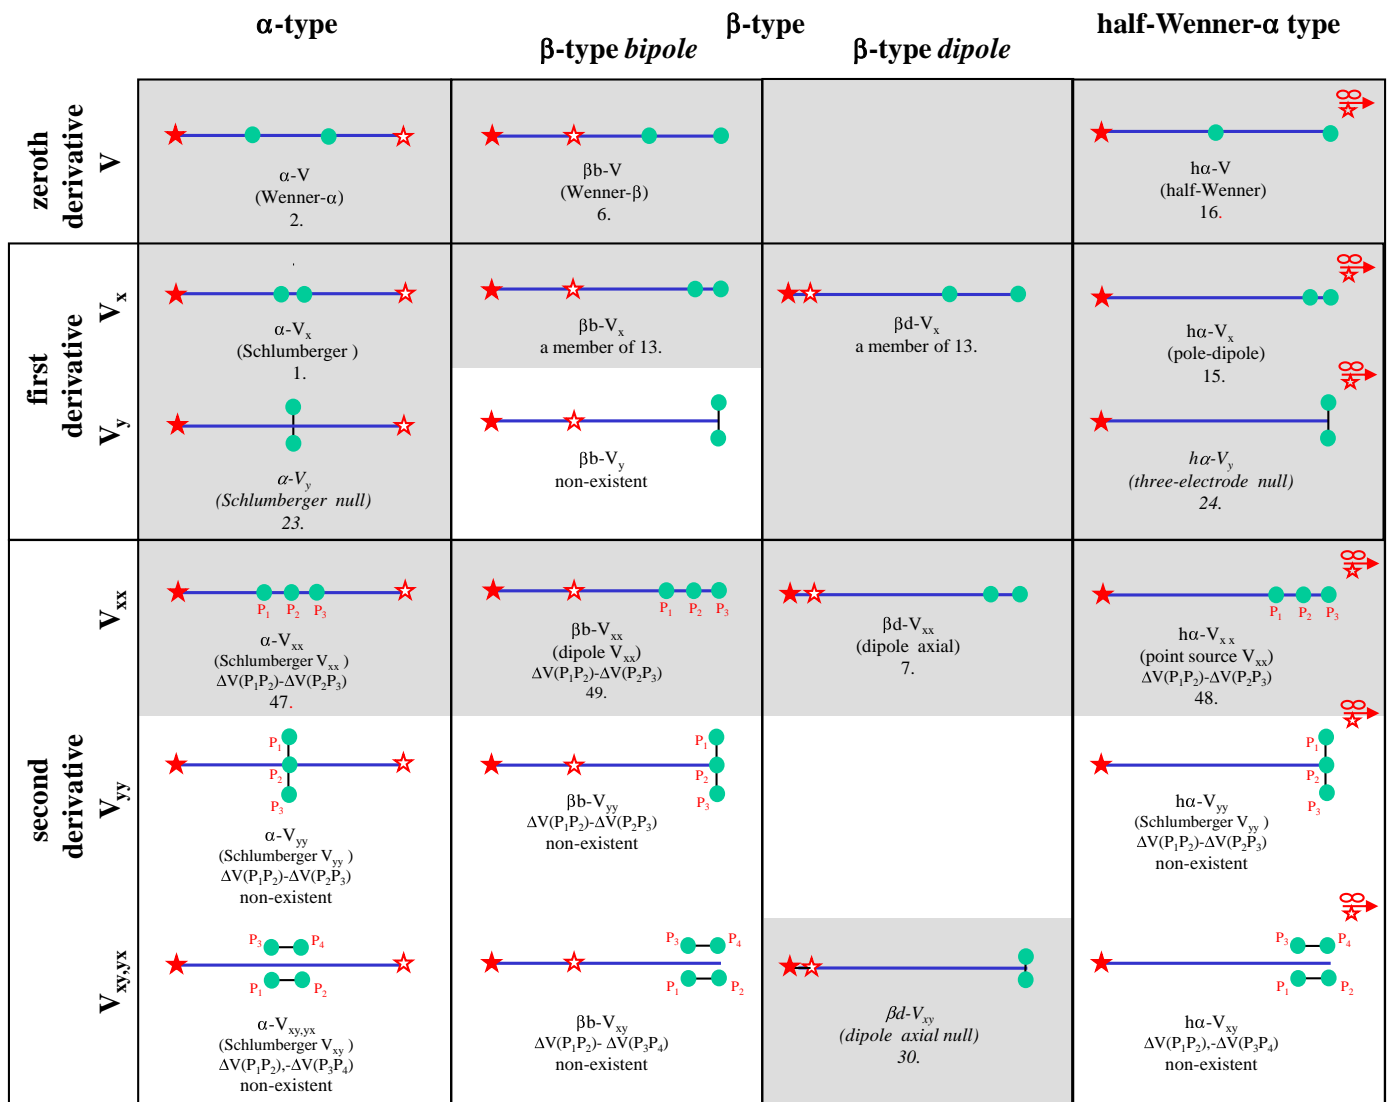 α-type
β-type
half-Wenner-α type
β-type bipole
β-type dipole
zeroth
derivative
V
α-V
(Wenner-α)
2.
βb-V
(Wenner-β)
6.
hα-V
(half-Wenner)
16.
first
derivative
Vx
α-Vx
(Schlumberger )
1.
βb-Vx
a member of 13.
βd-Vx
a member of 13.
hα-Vx
(pole-dipole)
15.
Vy
α-Vy
(Schlumberger null)
23.
βb-Vy
non-existent
hα-Vy
(three-electrode null)
24.
second
derivative
Vxx
P1 P2 P3
α-Vxx
(Schlumberger Vxx )
ΔV(P1P2)-ΔV(P2P3)
47.
P1 P2 P3
βb-Vxx
(dipole Vxx)
ΔV(P1P2)-ΔV(P2P3)
49.
βd-Vxx
(dipole axial)
7.
P1 P2 P3
hα-Vxx
(point source Vxx)
ΔV(P1P2)-ΔV(P2P3)
48.
Vyy
P1
P2
P3
α-Vyy
(Schlumberger Vyy )
ΔV(P1P2)-ΔV(P2P3)
non-existent
P1
P2
P3
βb-Vyy
ΔV(P1P2)-ΔV(P2P3)
non-existent
P1
P2
P3
hα-Vyy
(Schlumberger Vyy )
ΔV(P1P2)-ΔV(P2P3)
non-existent
Vxy,yx
P3 P4
P1 P2
α-Vxy,yx
(Schlumberger Vxy )
ΔV(P1P2),-ΔV(P3P4)
non-existent
P3 P4
P1 P2
βb-Vxy
ΔV(P1P2)- ΔV(P3P4)
non-existent
βd-Vxy
(dipole axial null)
30.
P3 P4
P1 P2
hα-Vxy
ΔV(P1P2),-ΔV(P3P4)
non-existent